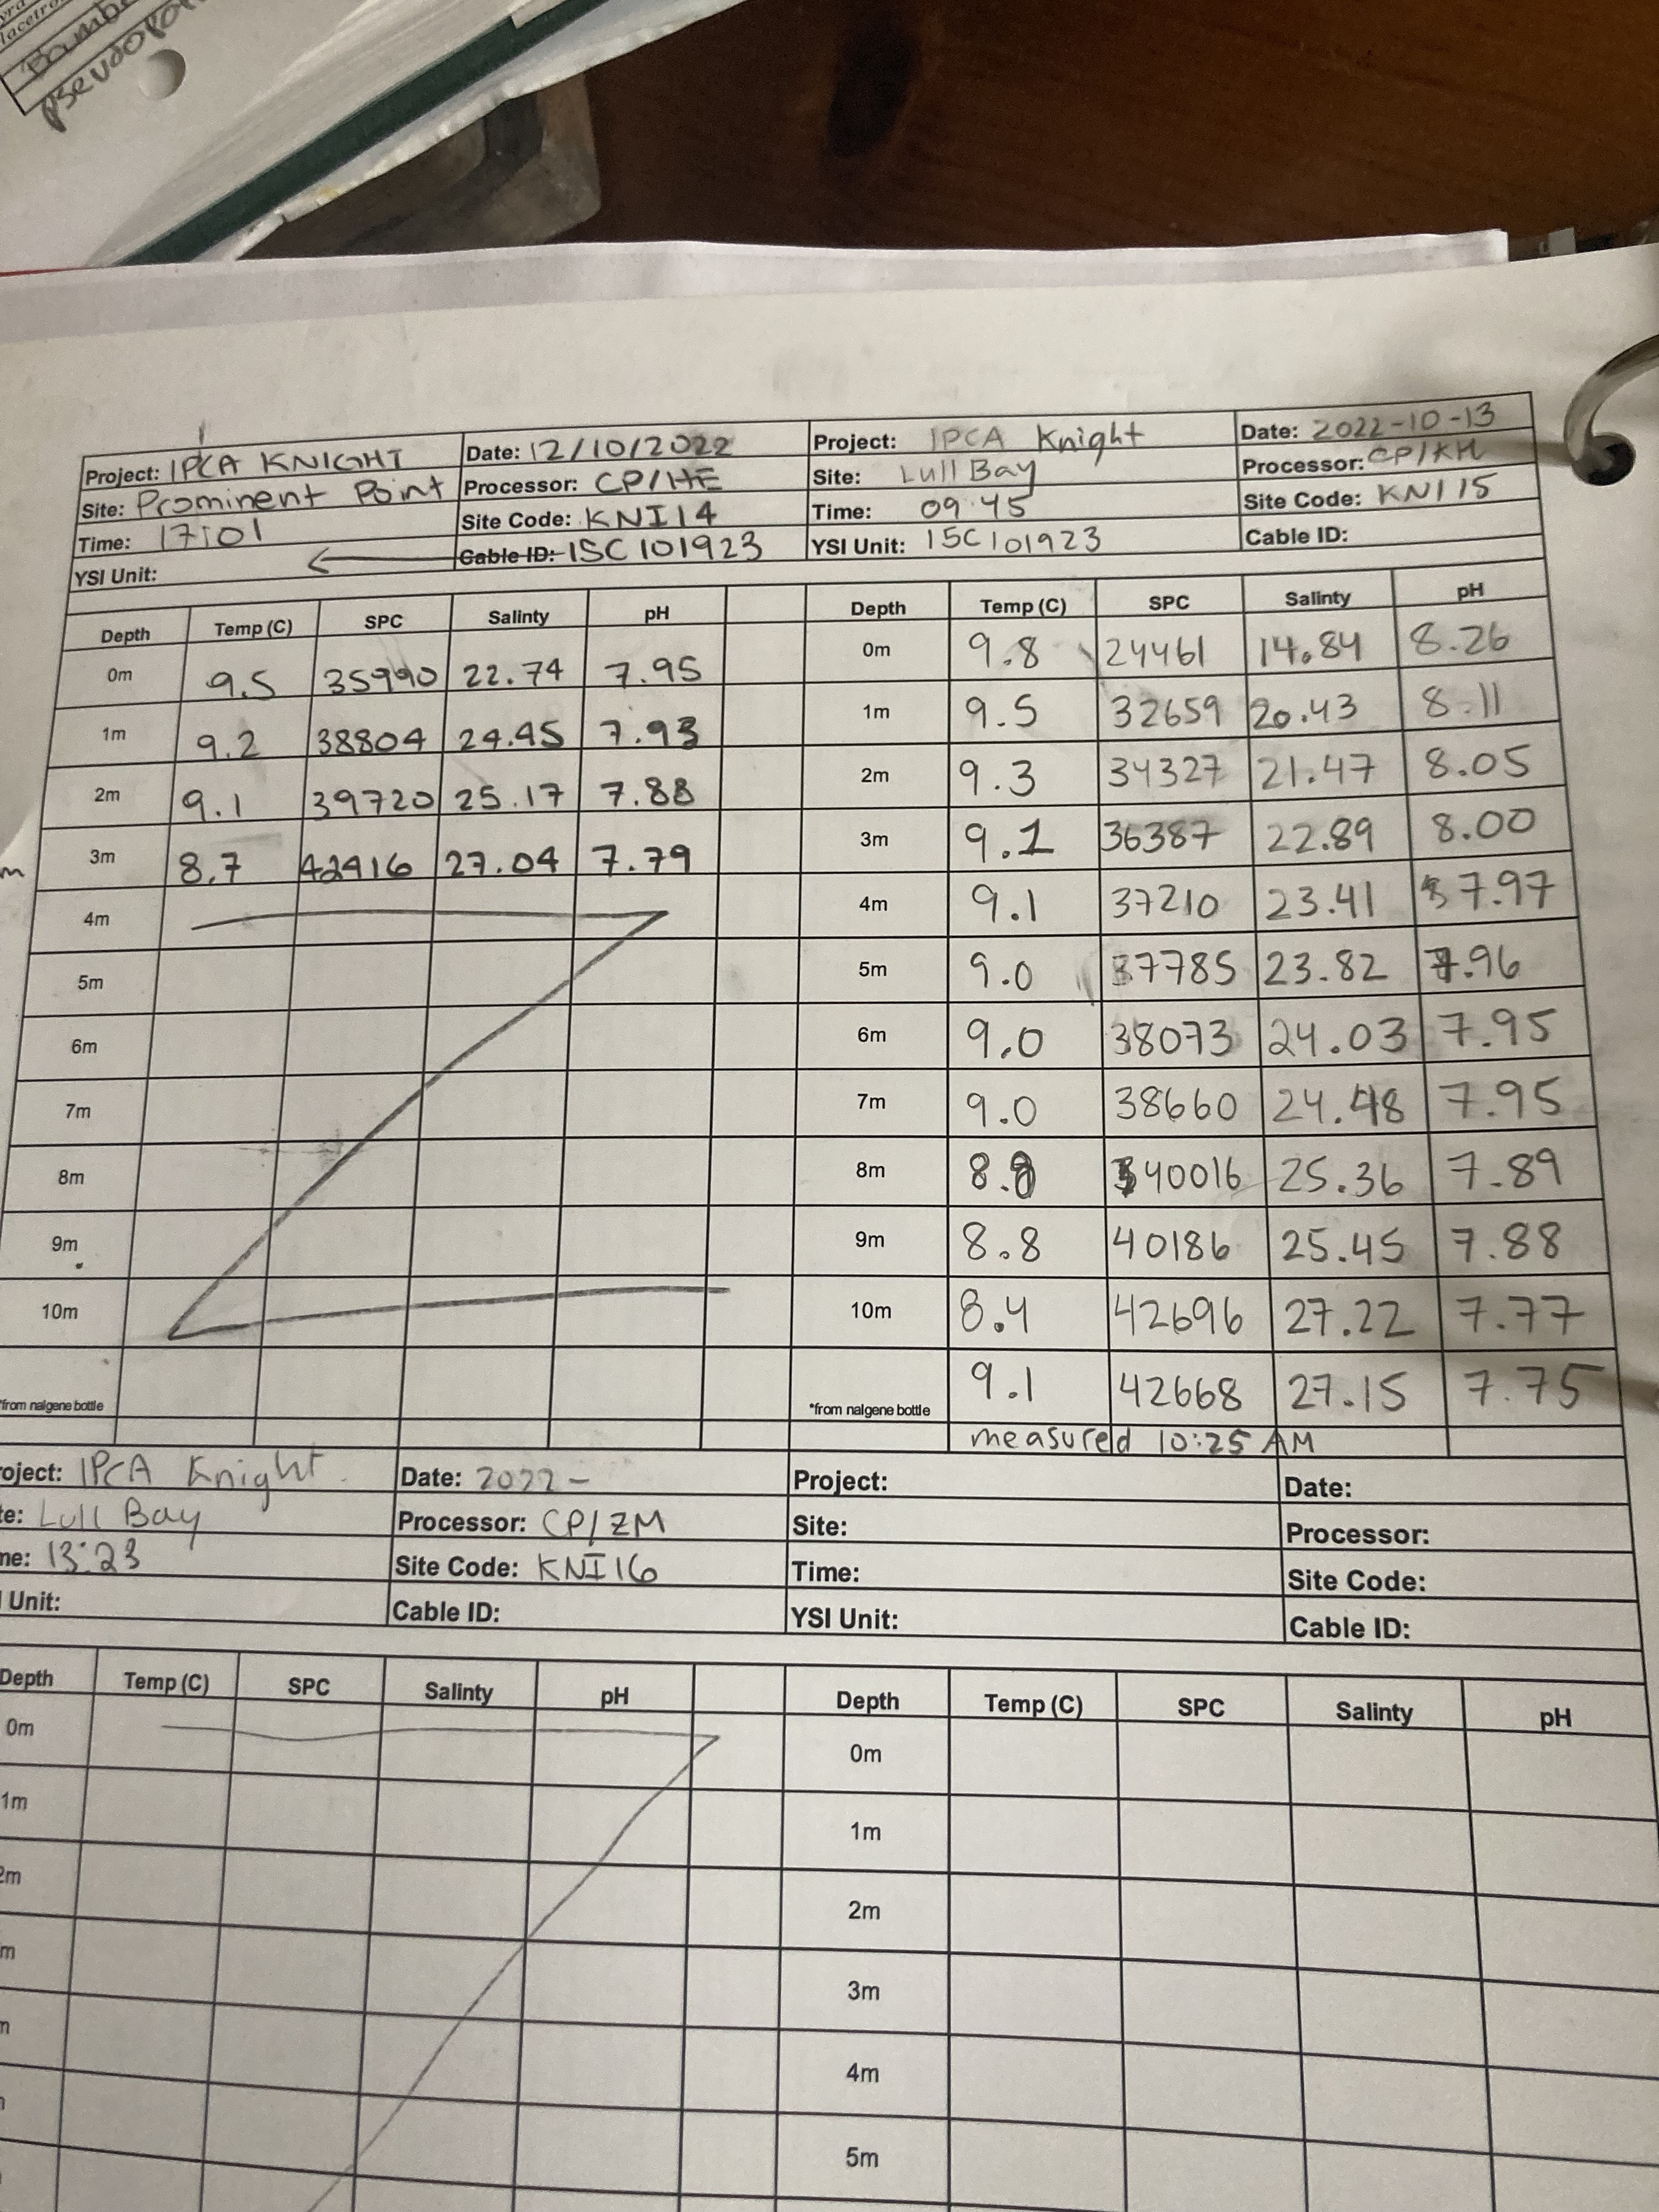 Bamb
pseudopo
Project: IPCA KNIGHT Date: 12/10/2022
Site: Prominent Point Processor: CP/HE
Time: 17:01 Site Code: KNI14
YSI Unit: Cable ID: 15C101923
Depth Temp (C) SPC Salinty pH
0m 9.5 35990 22.74 7.95
1m 9.2 38804 24.45 7.93
2m 9.1 39720 25.17 7.88
m 3m 8.7 42416 27.04 7.79
4m
5m
6m
7m
8m
9m
10m
*from nalgene bottle
Project: IPCA Knight Date: 2022-10-13
Site: Lull Bay Processor: CP/KH
Time: 09:45 Site Code: KNI15
YSI Unit: 15C101923 Cable ID:
Depth Temp (C) SPC Salinty pH
0m 9.8 24461 14.84 8.26
1m 9.5 32659 20.43 8.11
2m 9.3 34327 21.47 8.05
3m 9.1 36387 22.89 8.00
4m 9.1 37210 23.41 7.97
5m 9.0 37785 23.82 7.96
6m 9.0 38073 24.03 7.95
7m 9.0 38660 24.48 7.95
8m 40016 25.36 7.89
9m 8.8 40186 25.45 7.88
10m 8.4 42696 27.22 7.77
*from nalgene bottle 9.1 42668 27.15 7.75
measured 10:25 AM
oject: IPCA Knight Date: 2022-
te: Lull Bay Processor: CP/ZM
me: 13:23 Site Code: KNI16
Unit: Cable ID:
Depth Temp (C) SPC Salinty pH
0m
1m
2m
m
m
Project: Date:
Site: Processor:
Time: Site Code:
YSI Unit: Cable ID:
Depth Temp (C) SPC Salinty pH
0m
1m
2m
3m
4m
5m